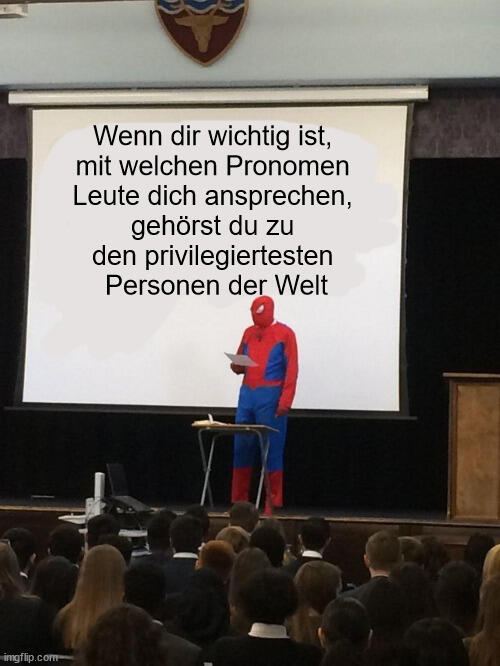 Wenn dir wichtig ist,
mit welchen Pronomen
Leute dich ansprechen,
gehörst du zu
den privilegiertesten
Personen der Welt
imgflip.com